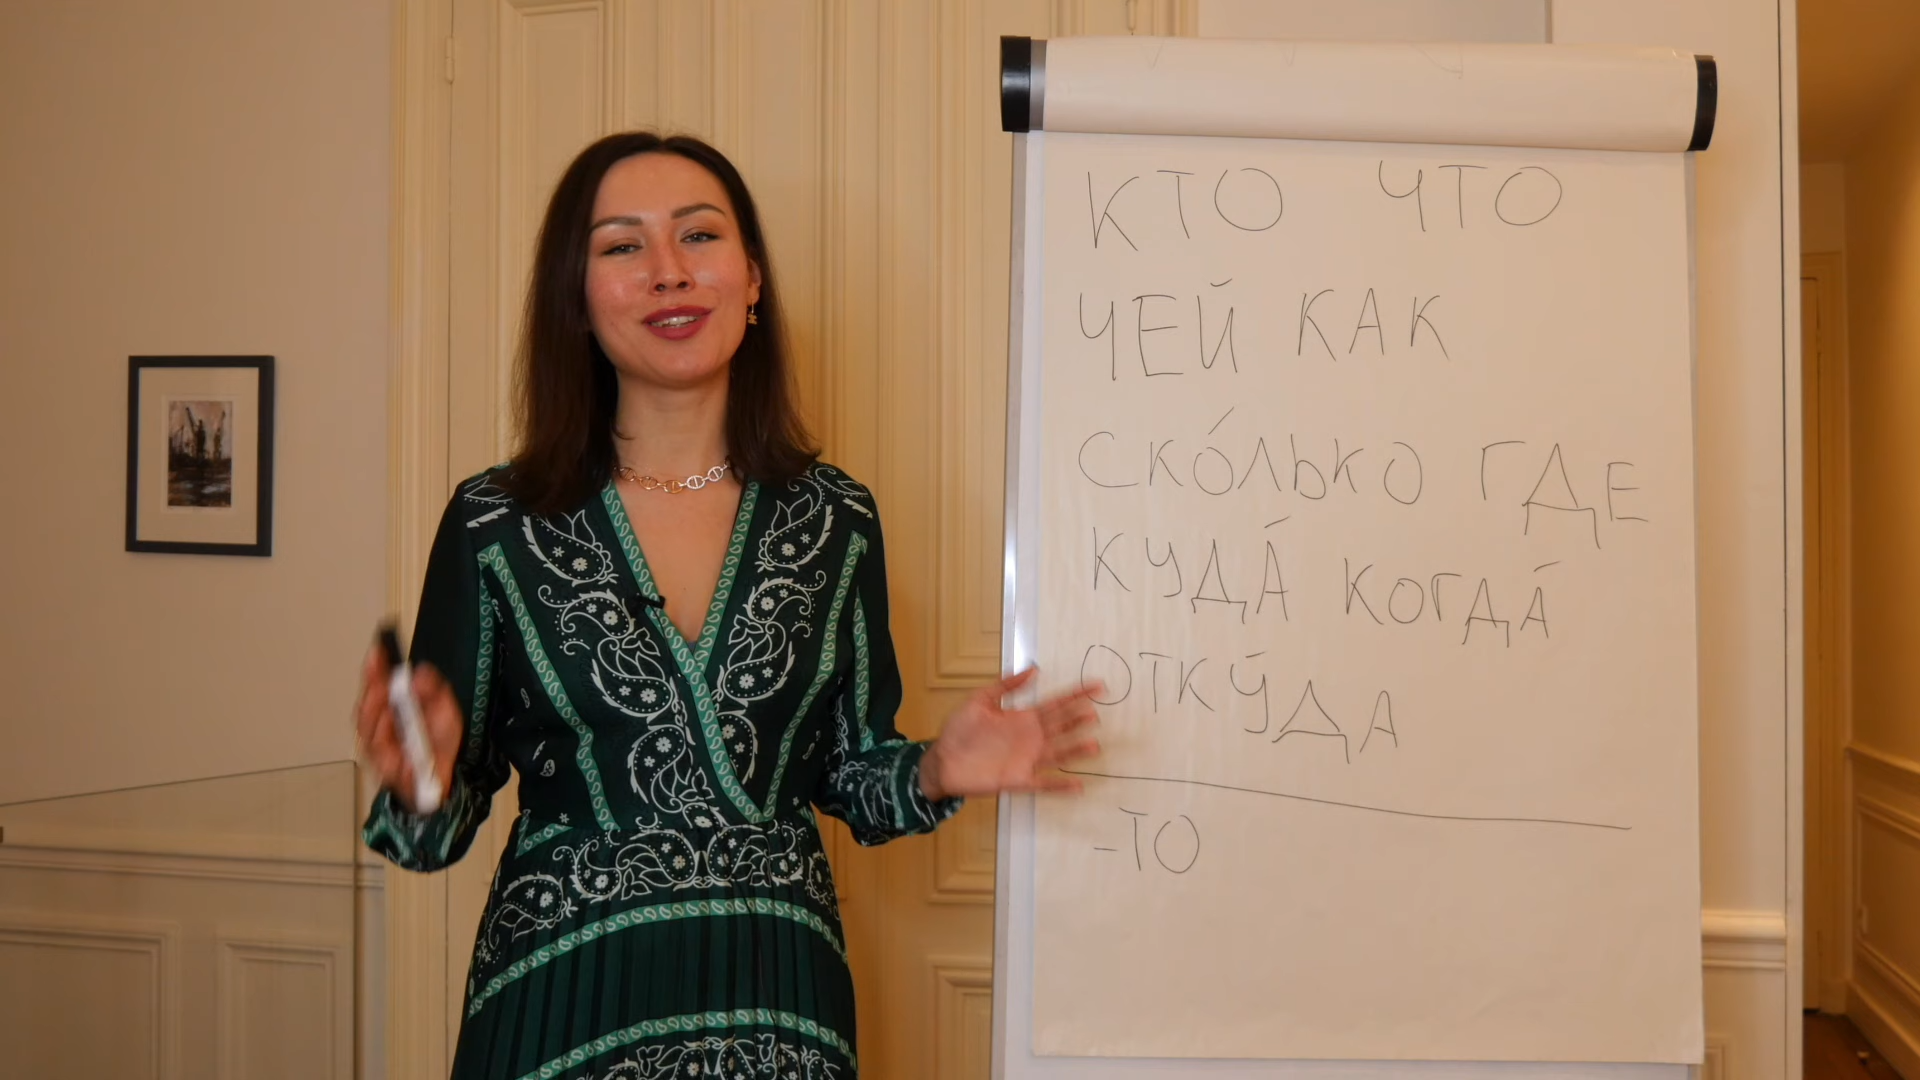 КТО ЧТО
ЧЕЙ КАК
СКО́ЛЬКО ГДЕ
КУДА́ КОГДА́
ОТКУ́ДА
-ТО